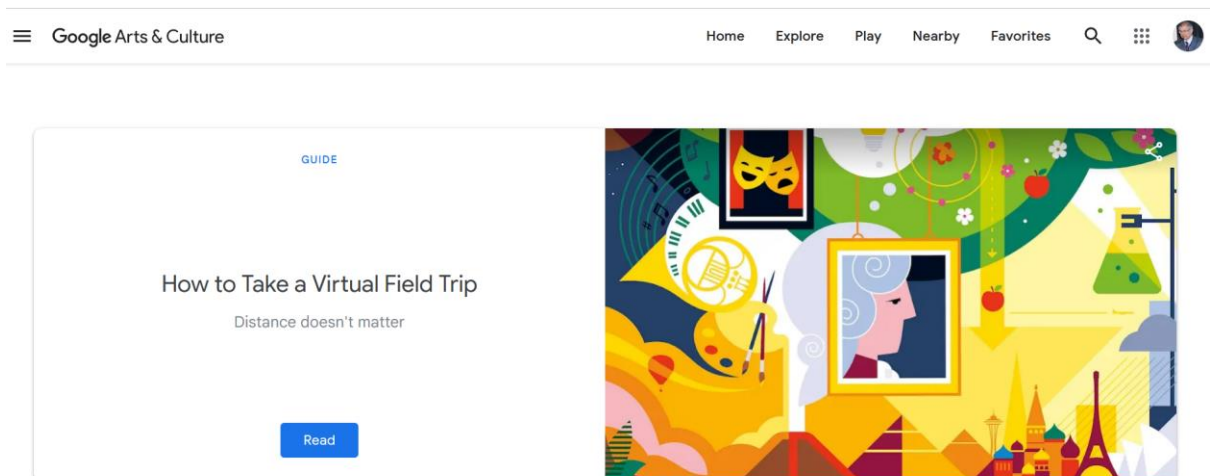 Google Arts & Culture
Home Explore Play Nearby Favorites
GUIDE
How to Take a Virtual Field Trip
Distance doesn't matter
Read